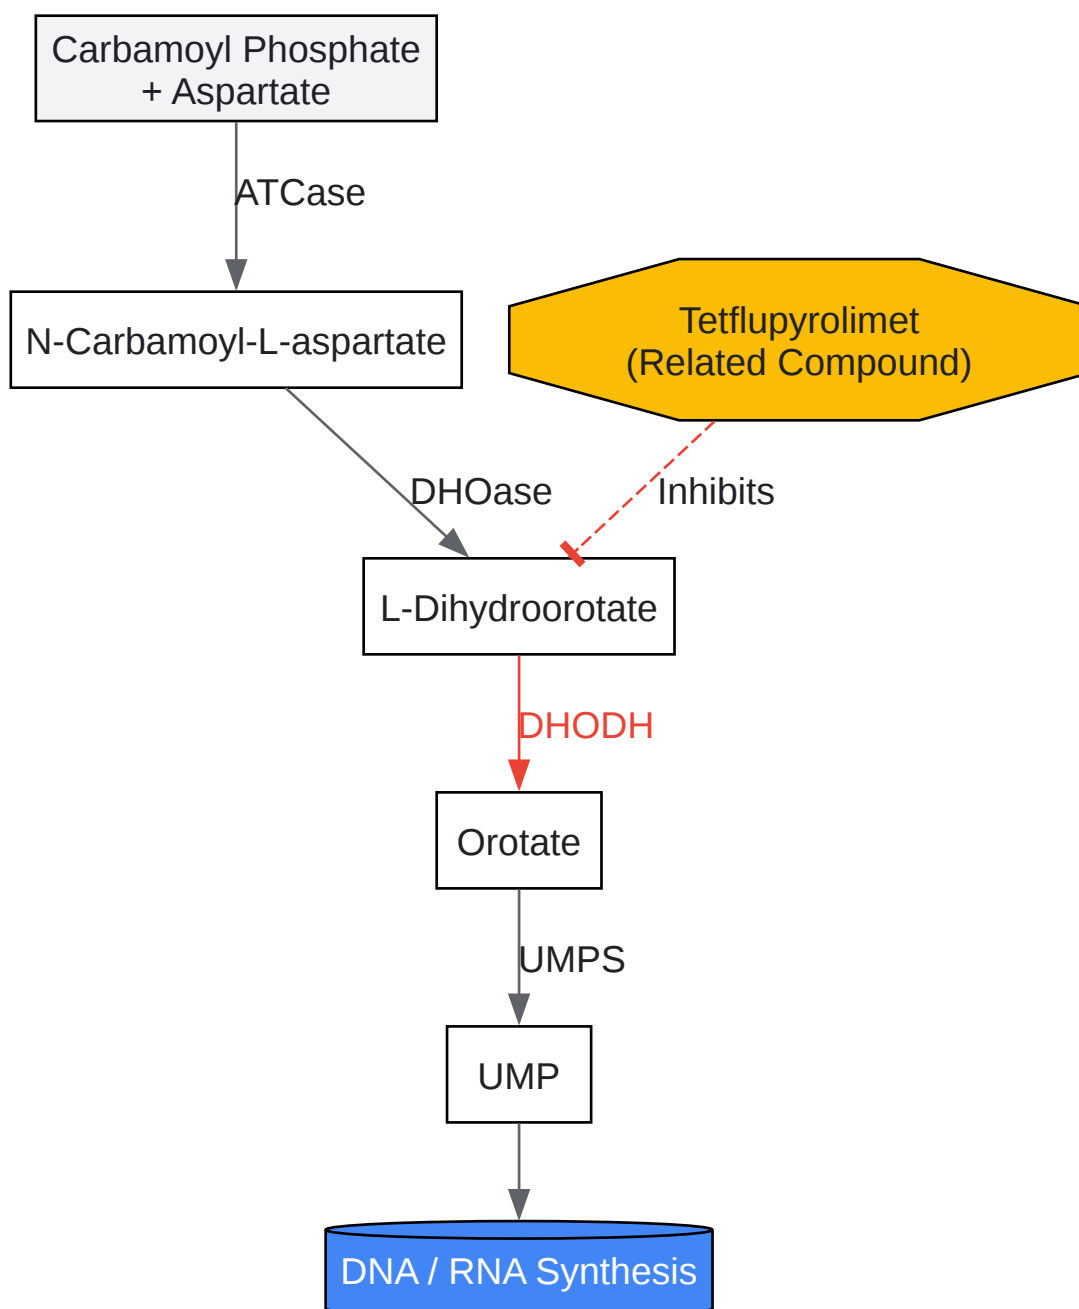 Carbamoyl Phosphate
+ Aspartate
ATCase
N-Carbamoyl-L-aspartate
Tetflupyrolimet
(Related Compound)
DHOase
Inhibits
L-Dihydroorotate
DHODH
Orotate
UMPS
UMP
DNA / RNA Synthesis